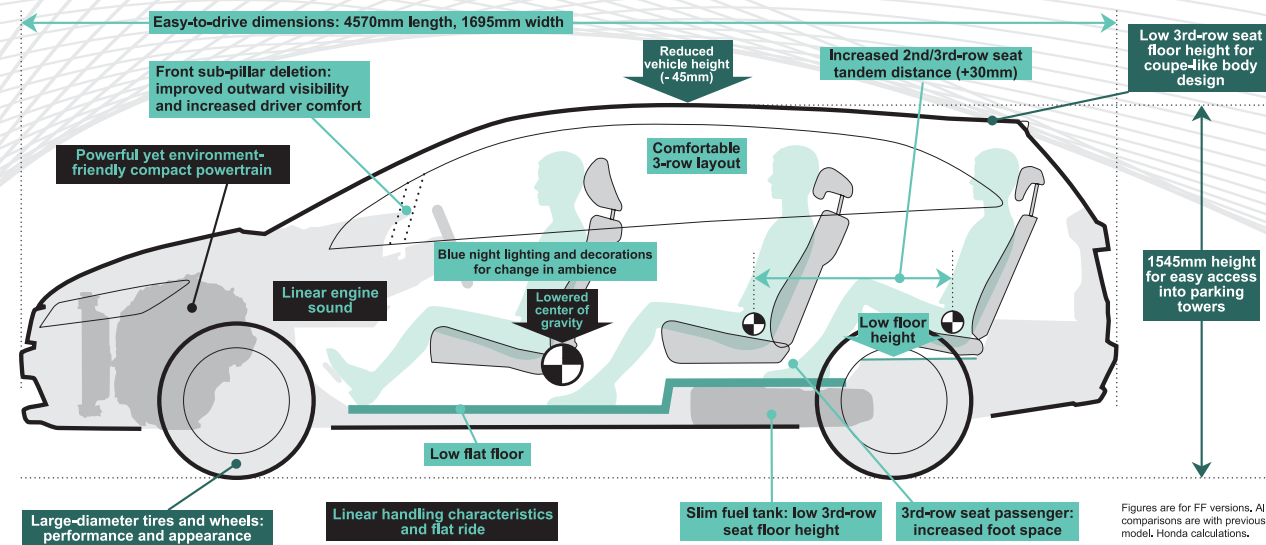 Easy-to-drive dimensions: 4570mm length, 1695mm width
Front sub-pillar deletion:
improved outward visibility
and increased driver comfort
Reduced
vehicle height
(- 45mm)
Increased 2nd/3rd-row seat
tandem distance (+30mm)
Low 3rd-row seat
floor height for
coupe-like body
design
Powerful yet environment-
friendly compact powertrain
Comfortable
3-row layout
Blue night lighting and decorations
for change in ambience
1545mm height
for easy access
into parking
towers
Linear engine
sound
Lowered
center of
gravity
Low floor
height
Low flat floor
Large-diameter tires and wheels:
performance and appearance
Linear handling characteristics
and flat ride
Slim fuel tank: low 3rd-row
seat floor height
3rd-row seat passenger:
increased foot space
Figures are for FF versions. Al
comparisons are with previous
model. Honda calculations.